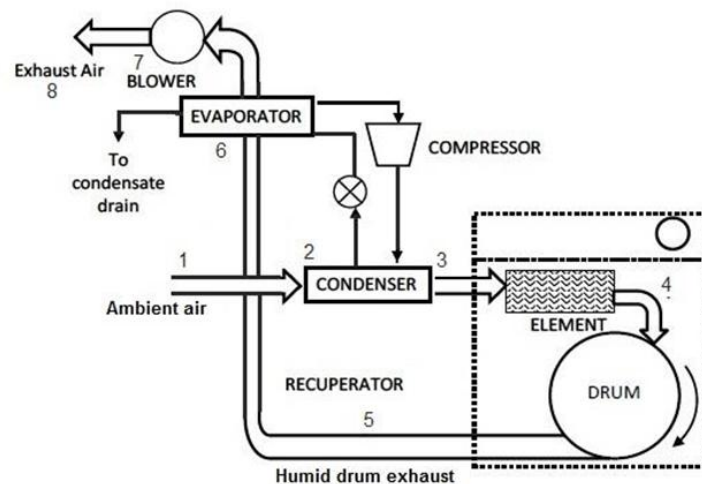 7
Exhaust Air
8
BLOWER
EVAPORATOR
6
To
condensate
drain
COMPRESSOR
1
2
3
4
CONDENSER
Ambient air
ELEMENT
RECUPERATOR
DRUM
5
Humid drum exhaust